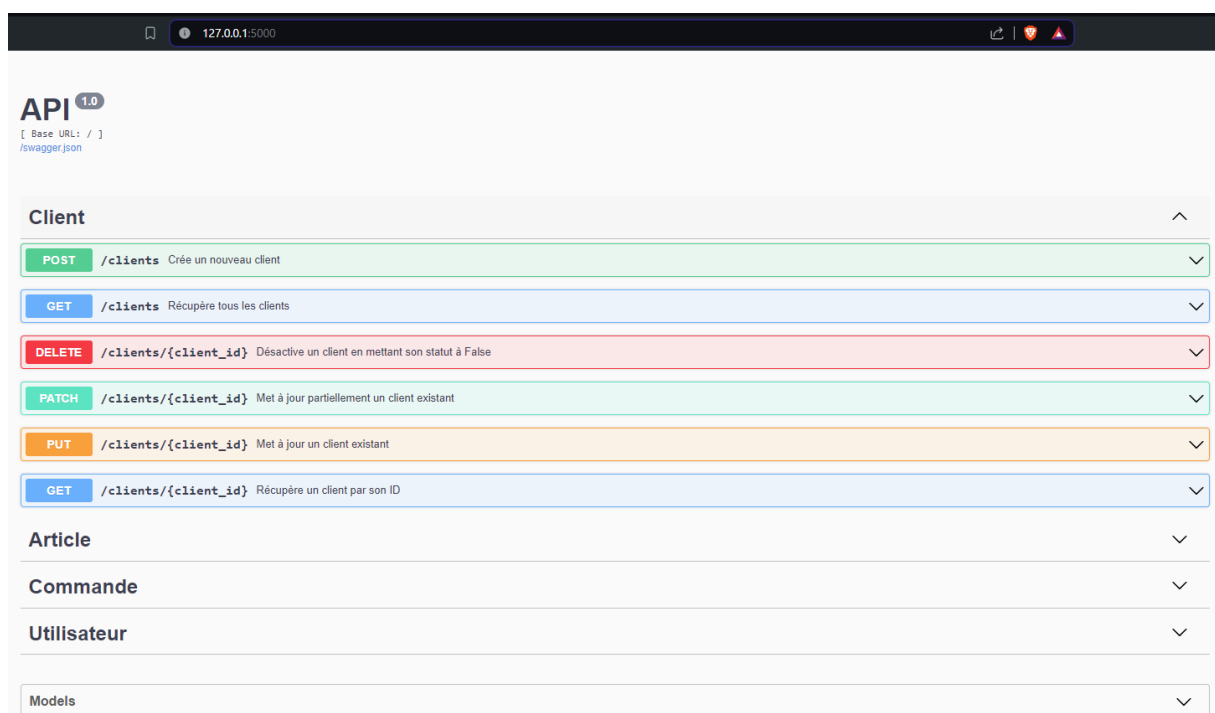 127.0.0.1:5000
API 1.0
[ Base URL: / ]
/swagger.json
Client
POST /clients Crée un nouveau client
GET /clients Récupère tous les clients
DELETE /clients/{client_id} Désactive un client en mettant son statut à False
PATCH /clients/{client_id} Met à jour partiellement un client existant
PUT /clients/{client_id} Met à jour un client existant
GET /clients/{client_id} Récupère un client par son ID
Article
Commande
Utilisateur
Models